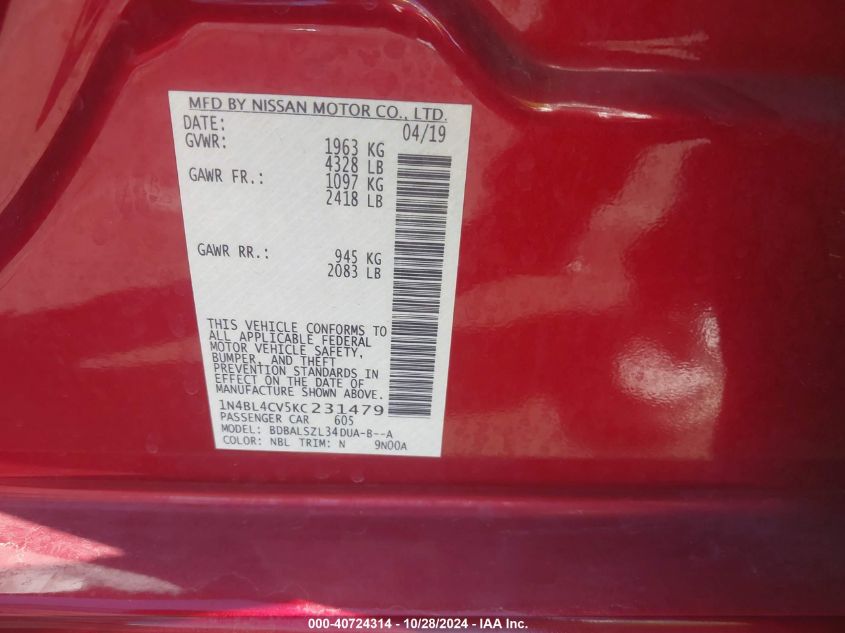 MFD BY NISSAN MOTOR CO., LTD.
DATE: 04/19
GVWR: 1963 KG
4328 LB
GAWR FR.: 1097 KG
2418 LB
GAWR RR.: 945 KG
2083 LB
THIS VEHICLE CONFORMS TO
ALL APPLICABLE FEDERAL
MOTOR VEHICLE SAFETY,
BUMPER, AND THEFT
PREVENTION STANDARDS IN
EFFECT ON THE DATE OF
MANUFACTURE SHOWN ABOVE.
1N4BL4CV5KC231479
PASSENGER CAR 605
MODEL: BDBALSZL34DUA-B--A
COLOR: NBL TRIM: N 9N00A
000-40724314 - 10/28/2024 - IAA Inc.